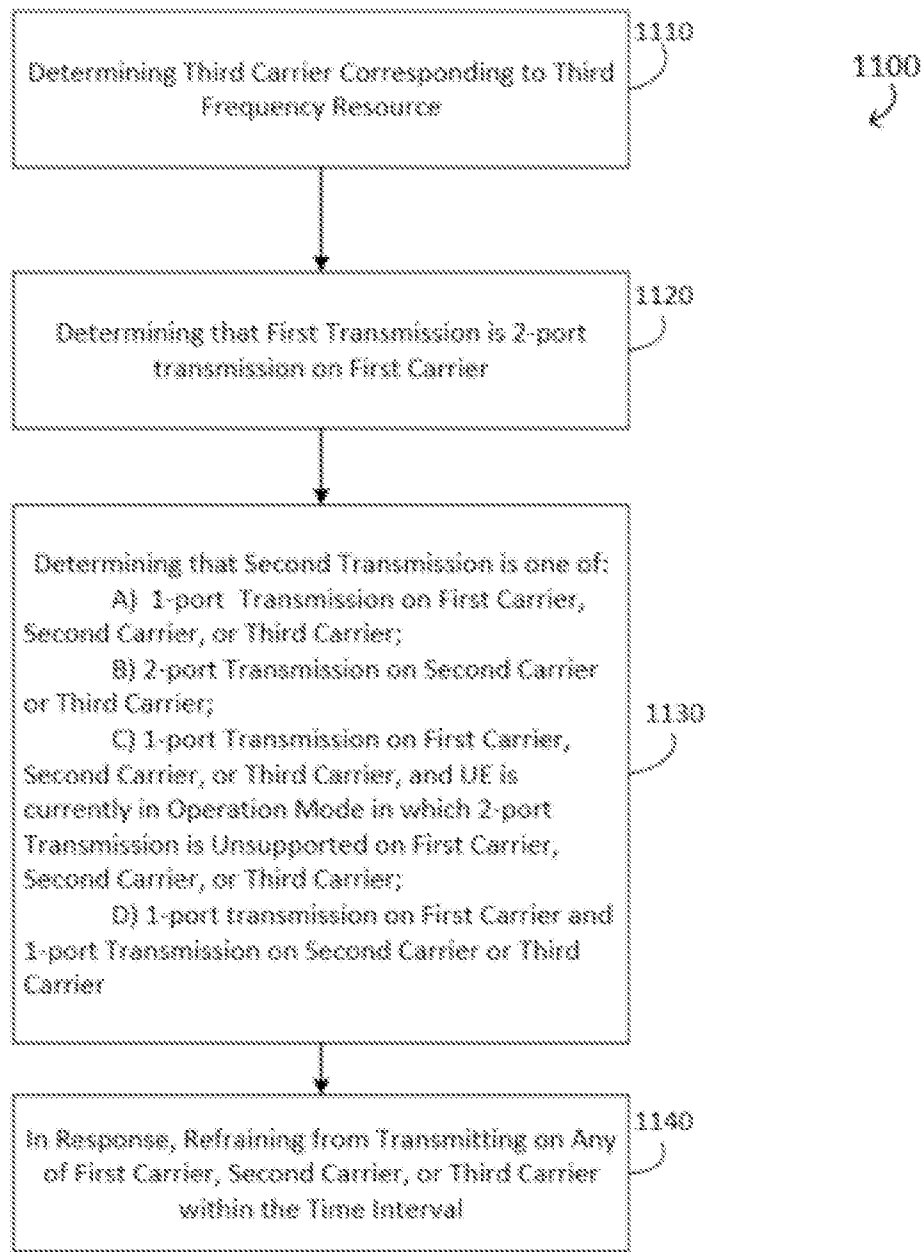 1110
1100
Determining Third Carrier Corresponding to Third
Frequency Resource
1120
Determining that First Transmission is 2-port
transmission on First Carrier
Determining that Second Transmission is one of:
A) 1-port Transmission on First Carrier,
Second Carrier, or Third Carrier;
B) 2-port Transmission on Second Carrier
or Third Carrier;
C) 1-port Transmission on First Carrier,
Second Carrier, or Third Carrier, and UE is
currently in Operation Mode in which 2-port
Transmission is Unsupported on First Carrier,
Second Carrier, or Third Carrier;
D) 1-port transmission on First Carrier and
1-port Transmission on Second Carrier or Third
Carrier
1130
1140
In Response, Refraining from Transmitting on Any
of First Carrier, Second Carrier, or Third Carrier
within the Time Interval